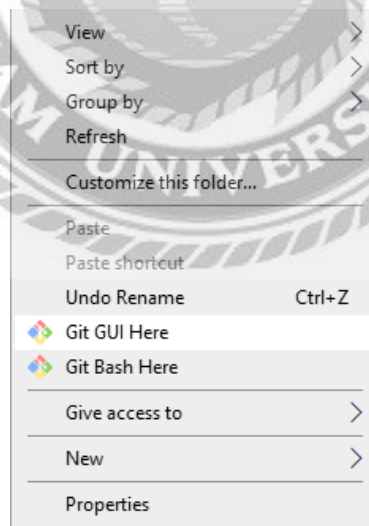 View
Sort by
Group by
Refresh
UNIVERS
Customize this folder...
Paste
Paste shortcut
Undo Rename Ctrl+Z
Git GUI Here
Git Bash Here
Give access to
New
Properties